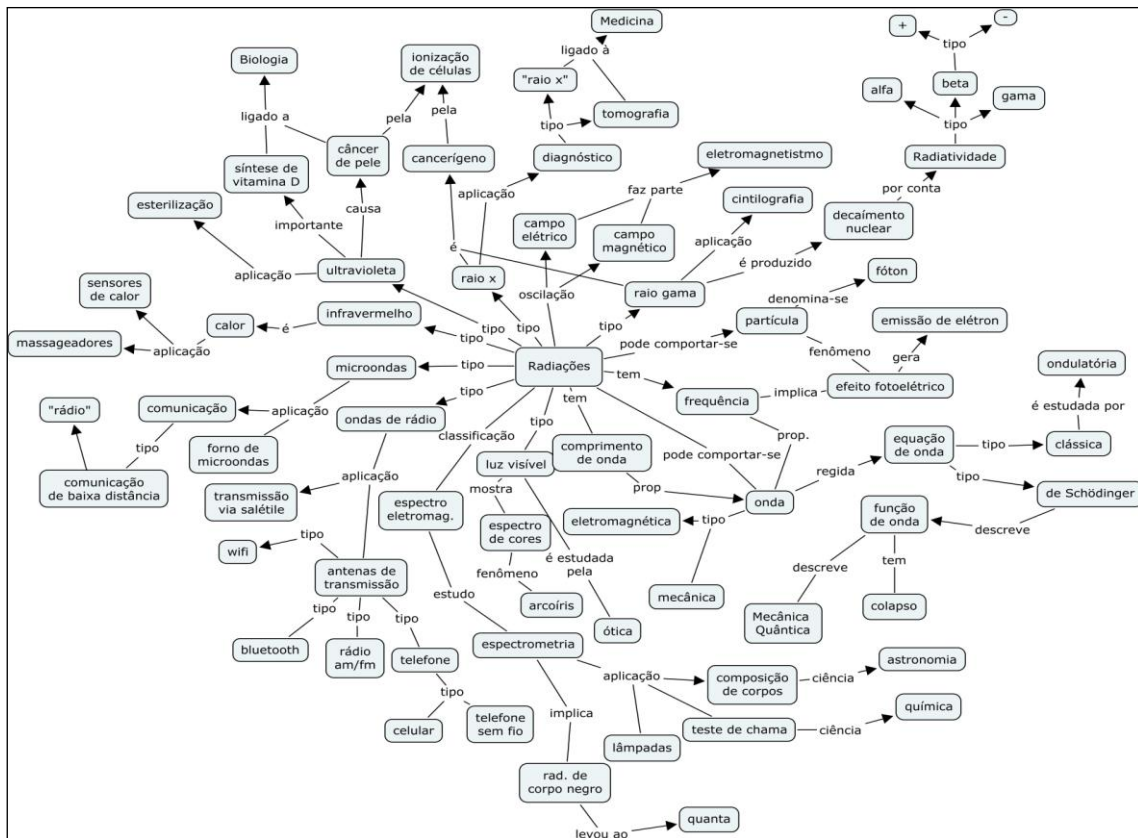 Medicina
+
tipo
-
ligado à
Biologia
ionização
de células
"raio x"
beta
alfa
gama
tomografia
tipo
tipo
ligado a
pela
pela
câncer
de pele
cancerígeno
diagnóstico
eletromagnetistmo
Radiatividade
síntese de
vitamina D
faz parte
por conta
aplicação
cintilografia
esterilização
causa
importante
campo
elétrico
campo
magnético
decaímento
nuclear
aplicação
é
é produzido
aplicação
ultravioleta
raio x
oscilação
raio gama
fóton
sensores
de calor
denomina-se
infravermelho
calor
é
tipo
tipo
tipo
tipo
partícula
emissão de elétron
massageadores
aplicação
pode comportar-se
fenômeno
gera
microondas
tipo
Radiações
tem
efeito fotoelétrico
ondulatória
"rádio"
comunicação
aplicação
tipo
tem
frequência
implica
é estudada por
ondas de rádio
tipo
forno de
microondas
classificação
comprimento
de onda
prop.
equação
de onda
tipo
clássica
tipo
luz visível
pode comportar-se
regida
comunicação
de baixa distância
aplicação
mostra
tipo
prop
onda
de Schödinger
transmissão
via salétile
espectro
eletromag.
espectro
de cores
eletromagnética
tipo
função
de onda
descreve
wifi
tipo
é estudada
pela
antenas de
transmissão
fenômeno
descreve
tem
estudo
mecânica
arcoíris
colapso
tipo
tipo
tipo
ótica
Mecânica
Quântica
bluetooth
rádio
am/fm
telefone
espectrometria
aplicação
composição
de corpos
ciência
astronomia
tipo
implica
química
celular
telefone
sem fio
teste de chama
ciência
lâmpadas
rad. de
corpo negro
quanta
levou ao